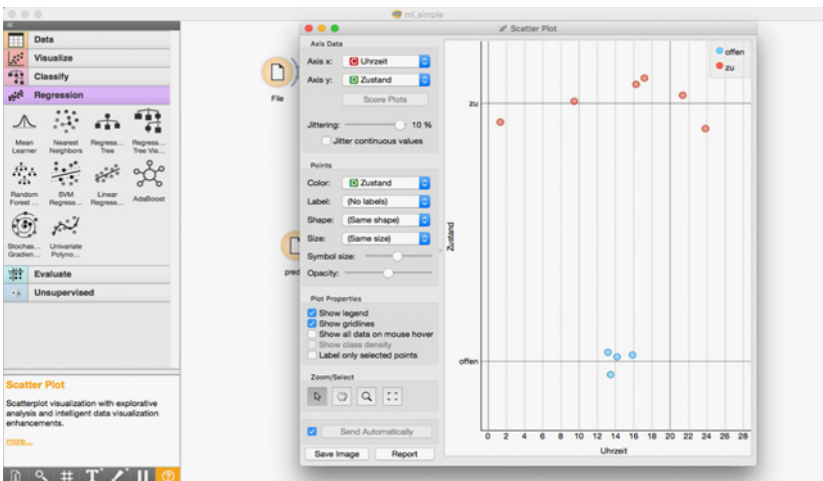 ml_simple
Data
Visualize
Classify
Regression
Mean Learner
Nearest Neighbors
Regress... Tree
Regress... Tree Vie...
Random Forest ...
SVM Regress...
Linear Regress...
AdaBoost
Stochas... Gradien...
Univariate Polyno...
Evaluate
Unsupervised
Scatter Plot
Scatterplot visualization with explorative
analysis and intelligent data visualization
enhancements.
more...
File
pred
Scatter Plot
Axis Data
Axis x: C Uhrzeit
Axis y: D Zustand
Score Plots
Jittering: 10 %
Jitter continuous values
Points
Color: D Zustand
Label: (No labels)
Shape: (Same shape)
Size: (Same size)
Symbol size:
Opacity:
Plot Properties
Show legend
Show gridlines
Show all data on mouse hover
Show class density
Label only selected points
Zoom/Select
Send Automatically
Save Image Report
offen
zu
zu
Zustand
offen
0 2 4 6 8 10 12 14 16 18 20 22 24 26 28
Uhrzeit